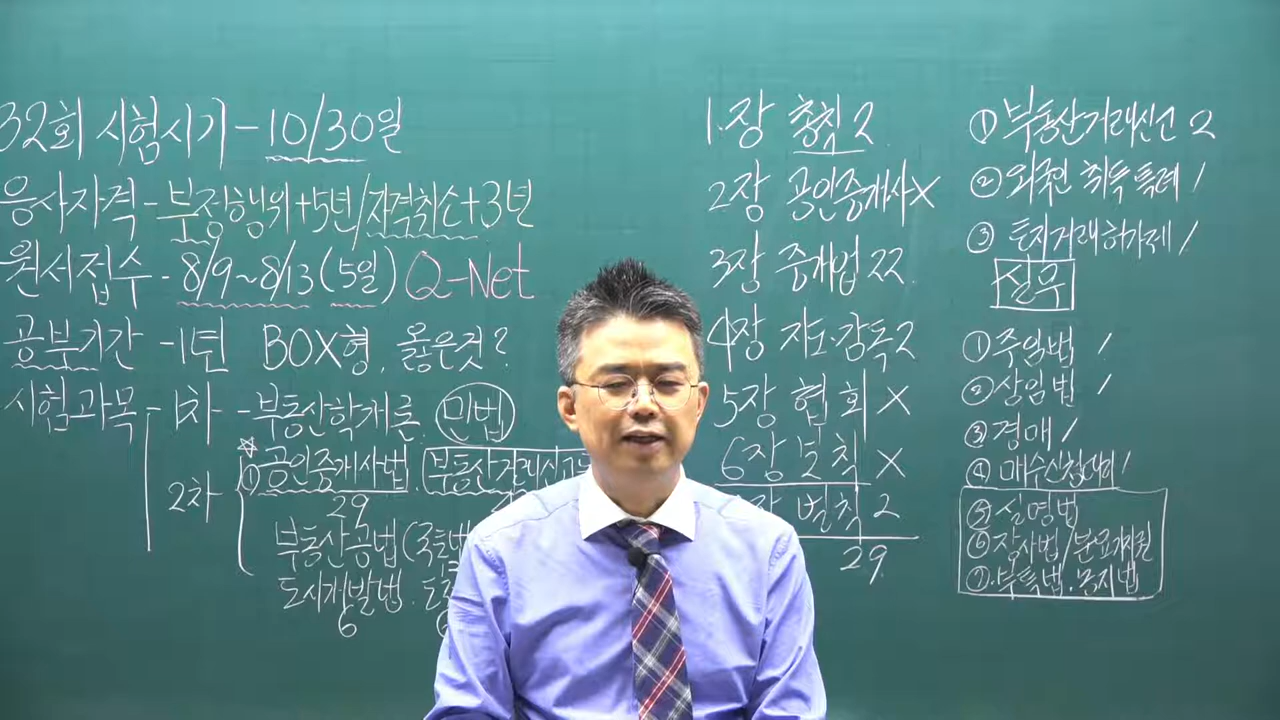 32회 시험시기 - 10/30일
응사자격 - 부정행위+5년/자격취소+3년
원서접수 - 8/9~8/13 (5일) Q-Net
공부기간 - 1년 BOX형, 옳은것?
시험과목 - 1차 - 부동산학개론 민법
2차 ① 공인중개사법 부동산거래신고
29
부동산공법 (국토법
도시개발법
6
1장 총칙 2
2장 공인중개사 X
3장 중개법 22
4장 지도·감독 2
5장 협회 X
6장 보칙 X
벌칙 2
29
① 부동산거래신고 2
② 외국인 취득 특례 1
③ 토지거래허가제 1
실무
① 주임법 1
② 상임법 1
③ 경매 1
④ 매수신청대리 1
⑤ 실명법
⑥ 장사법/분묘기지권
⑦